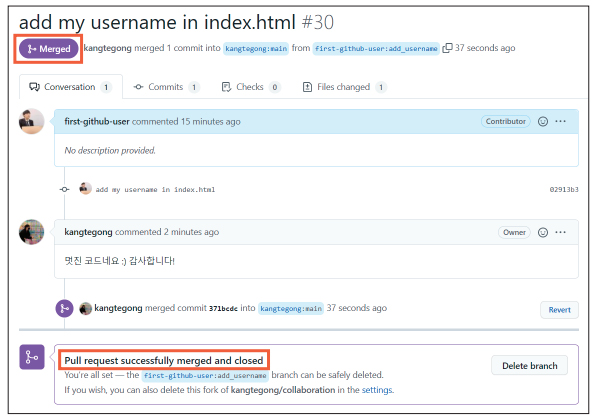 add my username in index.html #30
Merged kangtegong merged 1 commit into kangtegong:main from first-github-user:add_username 37 seconds ago
Conversation 1 Commits 1 Checks 0 Files changed 1
first-github-user commented 15 minutes ago Contributor
No description provided.
add my username in index.html 02913b3
kangtegong commented 2 minutes ago Owner
멋진 코드네요 :) 감사합니다!
kangtegong merged commit 371bcdc into kangtegong:main 37 seconds ago Revert
Pull request successfully merged and closed
You're all set — the first-github-user:add_username branch can be safely deleted. Delete branch
If you wish, you can also delete this fork of kangtegong/collaboration in the settings.